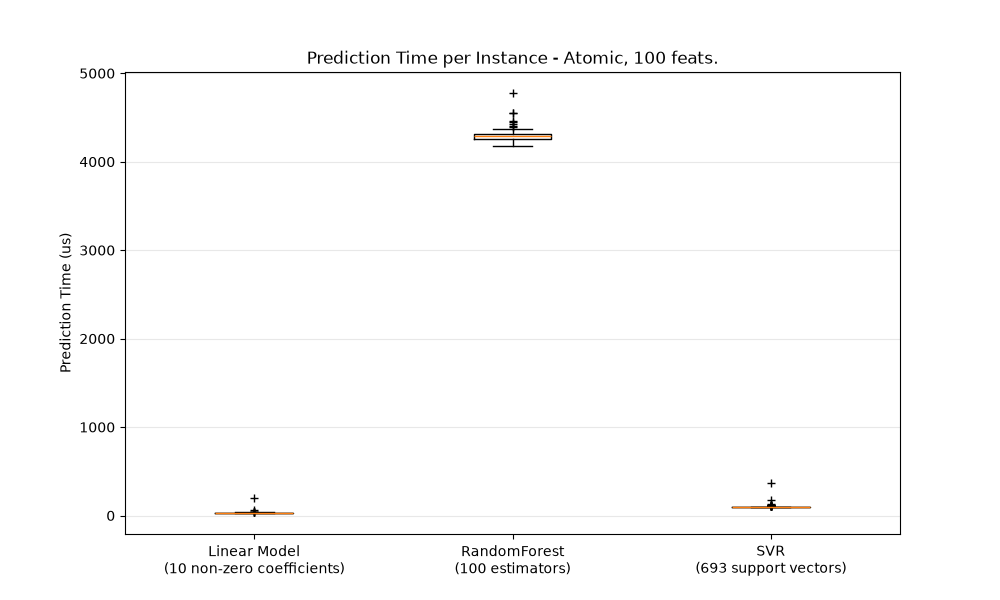 Prediction Time per Instance - Atomic, 100 feats.
Prediction Time (us)
5000
4000
3000
2000
1000
0
Linear Model
(10 non-zero coefficients)
RandomForest
(100 estimators)
SVR
(693 support vectors)